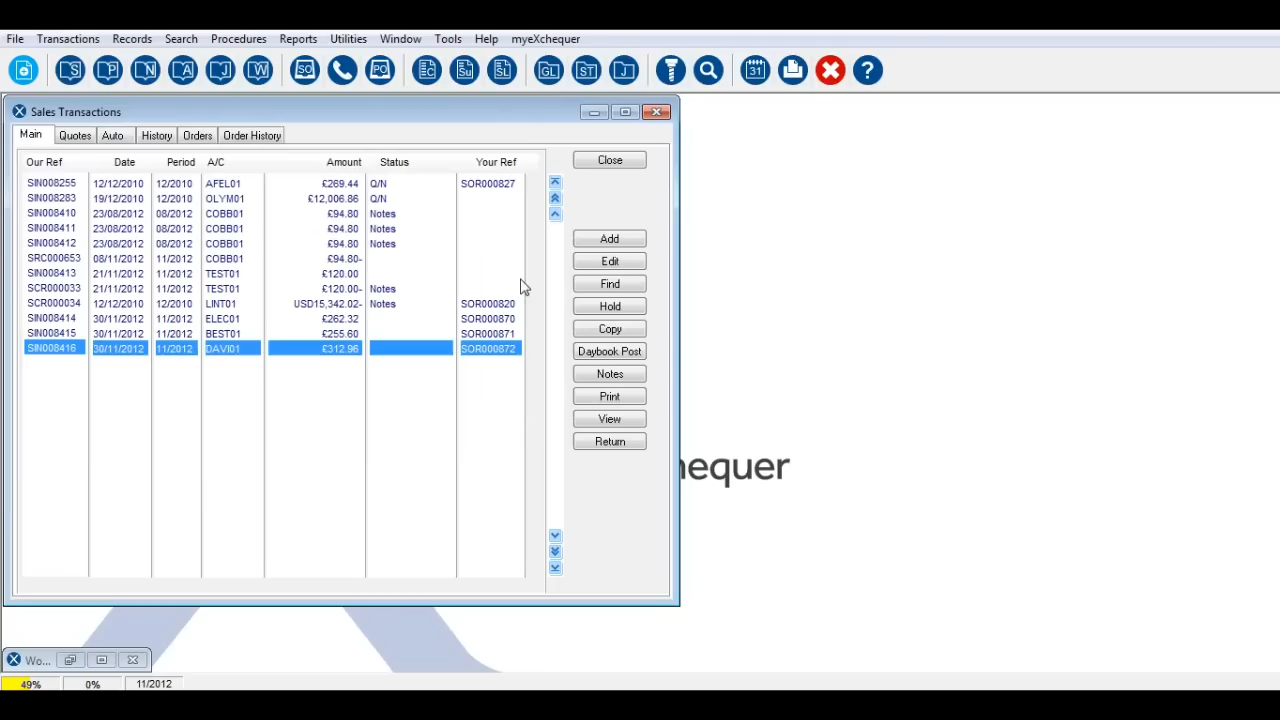 File Transactions Records Search Procedures Reports Utilities Window Tools Help myeXchequer
S P N A J W SO PO C Su SL GL ST J 31 ?
Sales Transactions
Main Quotes Auto History Orders Order History
Our Ref Date Period A/C Amount Status Your Ref
SIN008255 12/12/2010 12/2010 AFEL01 £269.44 Q/N SOR000827
SIN008283 19/12/2010 12/2010 OLYM01 £12,006.86 Q/N
SIN008410 23/08/2012 08/2012 COBB01 £94.80 Notes
SIN008411 23/08/2012 08/2012 COBB01 £94.80 Notes
SIN008412 23/08/2012 08/2012 COBB01 £94.80 Notes
SRC000653 08/11/2012 11/2012 COBB01 £94.80-
SIN008413 21/11/2012 11/2012 TEST01 £120.00
SCR000033 21/11/2012 11/2012 TEST01 £120.00- Notes
SCR000034 12/12/2010 12/2010 LINT01 USD15,342.02- Notes SOR000820
SIN008414 30/11/2012 11/2012 ELEC01 £262.32 SOR000870
SIN008415 30/11/2012 11/2012 BEST01 £255.60 SOR000871
SIN008416 30/11/2012 11/2012 DAVI01 £312.96 SOR000872
Close
Add
Edit
Find
Hold
Copy
Daybook Post
Notes
Print
View
Return
hequer
Wo...
49% 0% 11/2012